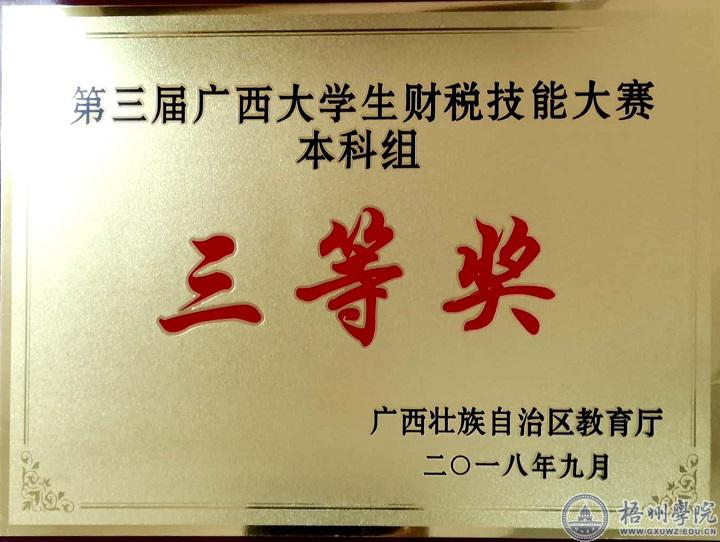 第三届广西大学生财税技能大赛
本科组
三等奖
广西壮族自治区教育厅
二〇一八年九月
梧州學院
WWW.GXUWZ.EDU.CN